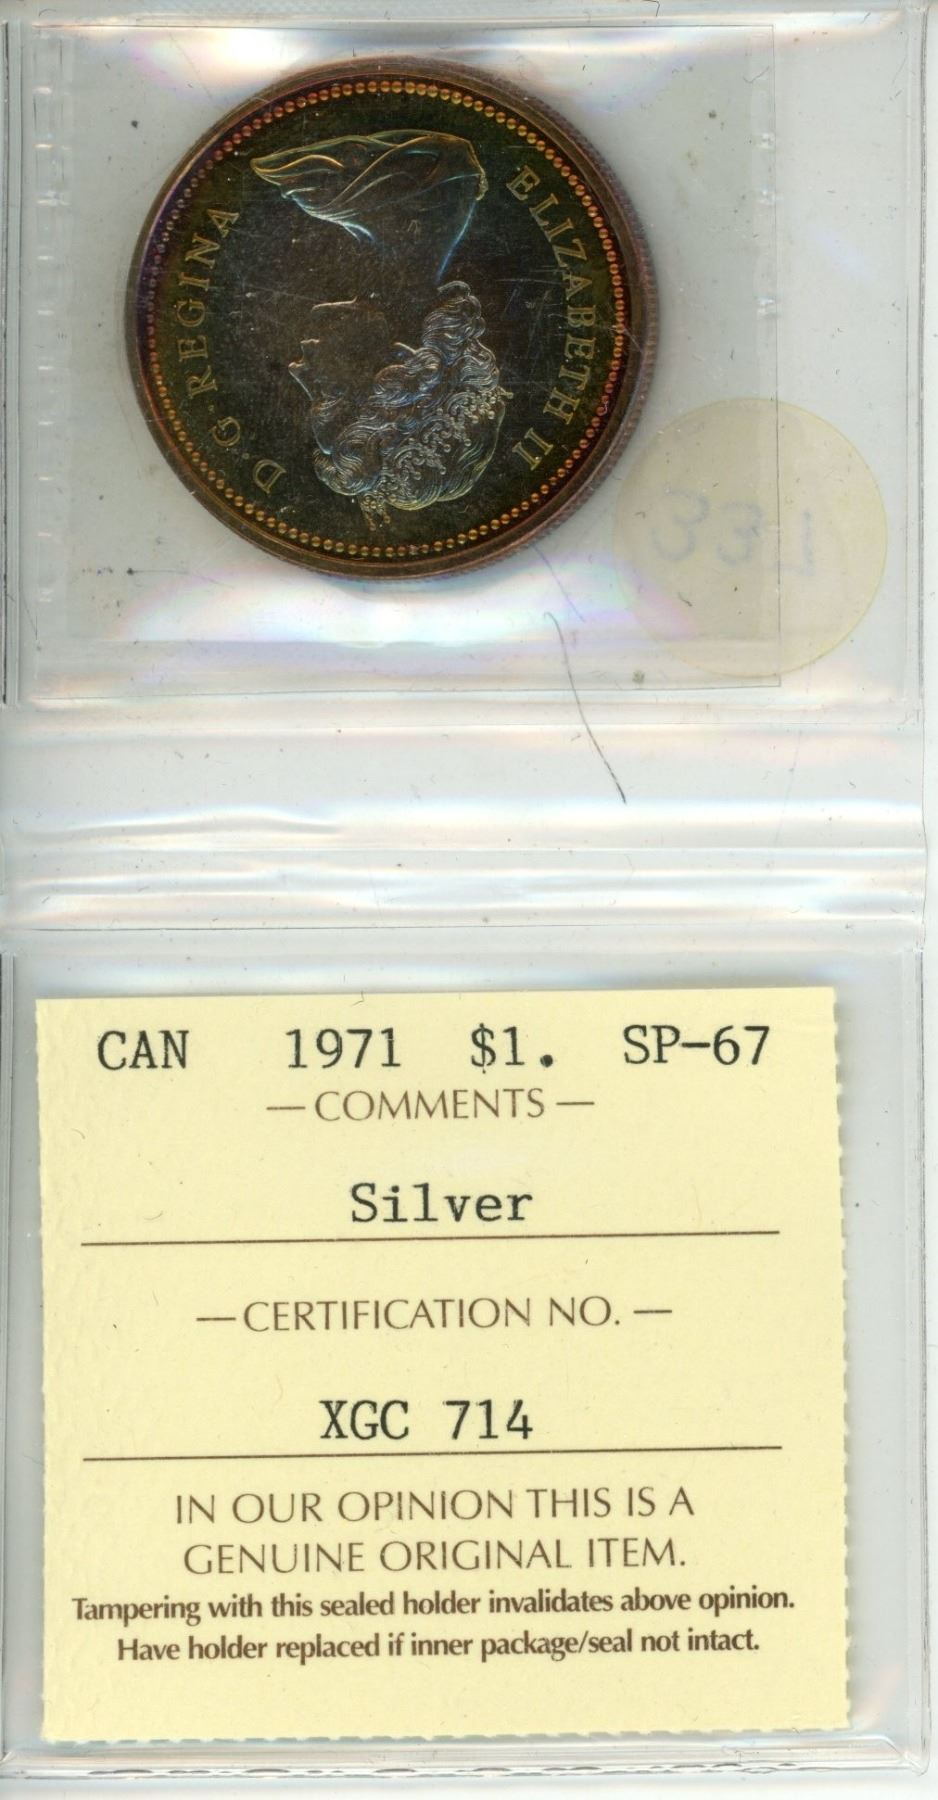 ELIZABETH II
D·G·REGINA
CAN 1971 $1. SP-67
— COMMENTS —
Silver
— CERTIFICATION NO. —
XGC 714
IN OUR OPINION THIS IS A
GENUINE ORIGINAL ITEM.
Tampering with this sealed holder invalidates above opinion.
Have holder replaced if inner package/seal not intact.